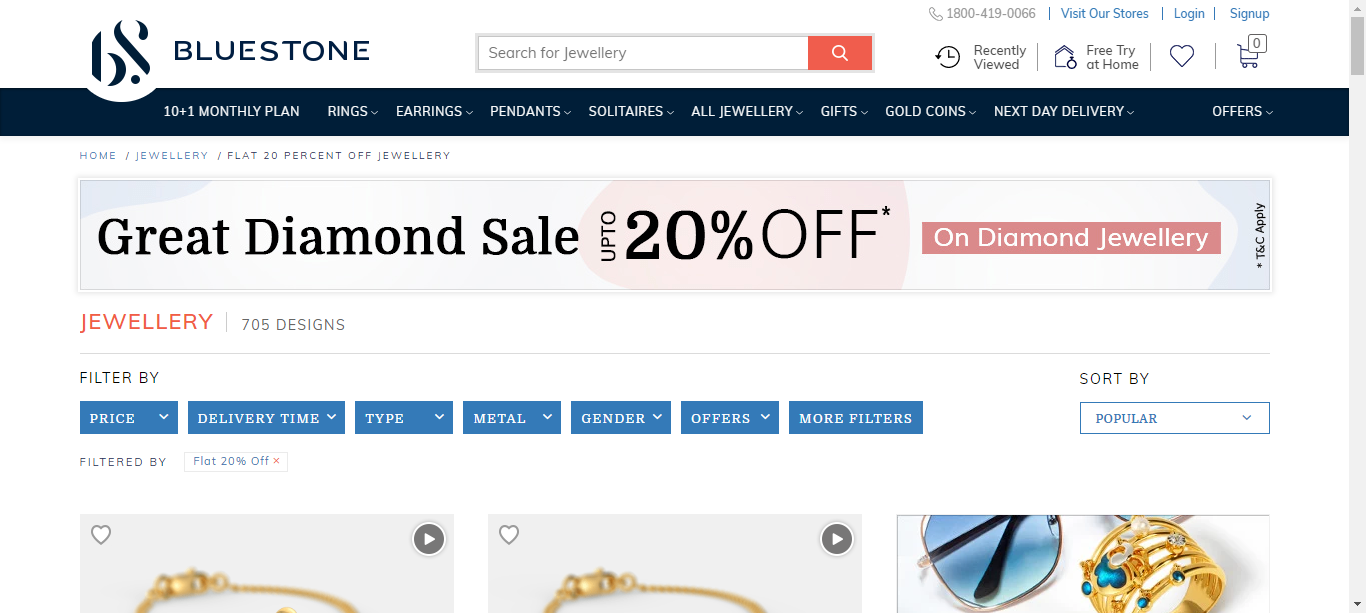 1800-419-0066 | Visit Our Stores | Login | Signup
BLUESTONE
Search for Jewellery
Recently Viewed
Free Try at Home
0
10+1 MONTHLY PLAN RINGS EARRINGS PENDANTS SOLITAIRES ALL JEWELLERY GIFTS GOLD COINS NEXT DAY DELIVERY OFFERS
HOME / JEWELLERY / FLAT 20 PERCENT OFF JEWELLERY
Great Diamond Sale UPTO 20% OFF* On Diamond Jewellery * T&C Apply
JEWELLERY | 705 DESIGNS
FILTER BY
SORT BY
PRICE DELIVERY TIME TYPE METAL GENDER OFFERS MORE FILTERS
POPULAR
FILTERED BY Flat 20% Off ×